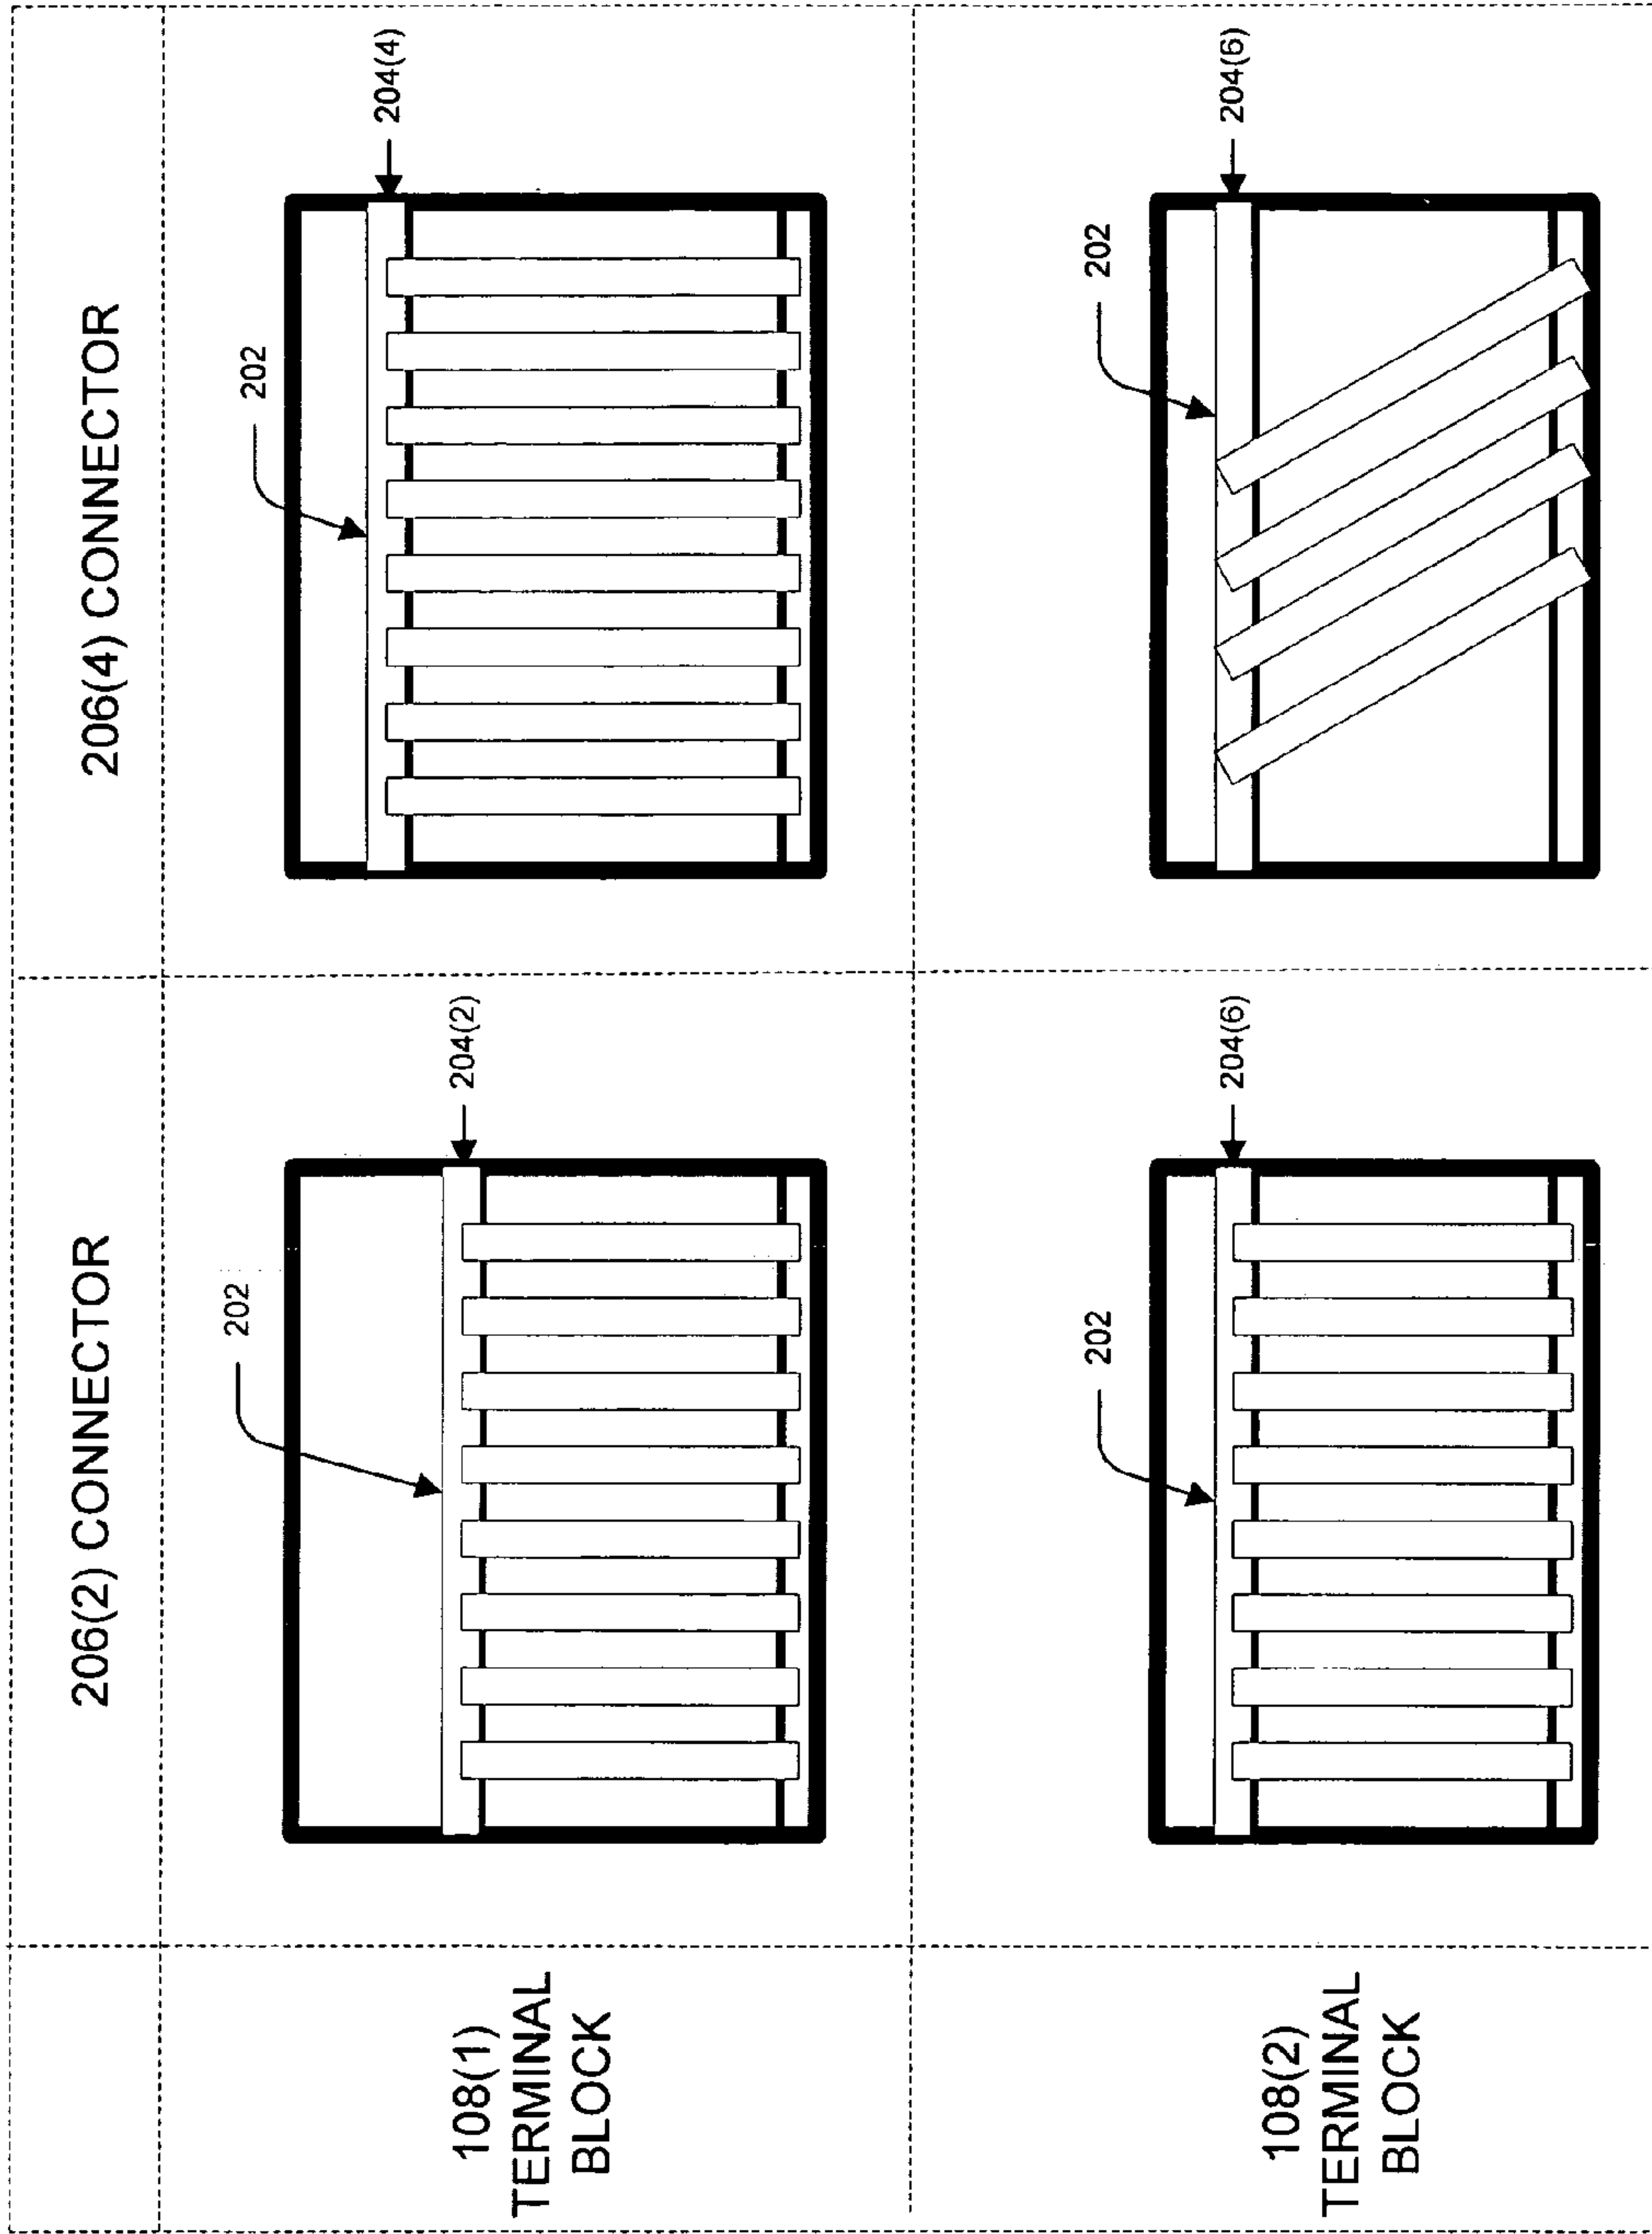 206(2) CONNECTOR
206(4) CONNECTOR
108(1)
TERMINAL
BLOCK
202
204(2)
202
204(4)
108(2)
TERMINAL
BLOCK
202
204(6)
202
204(6)